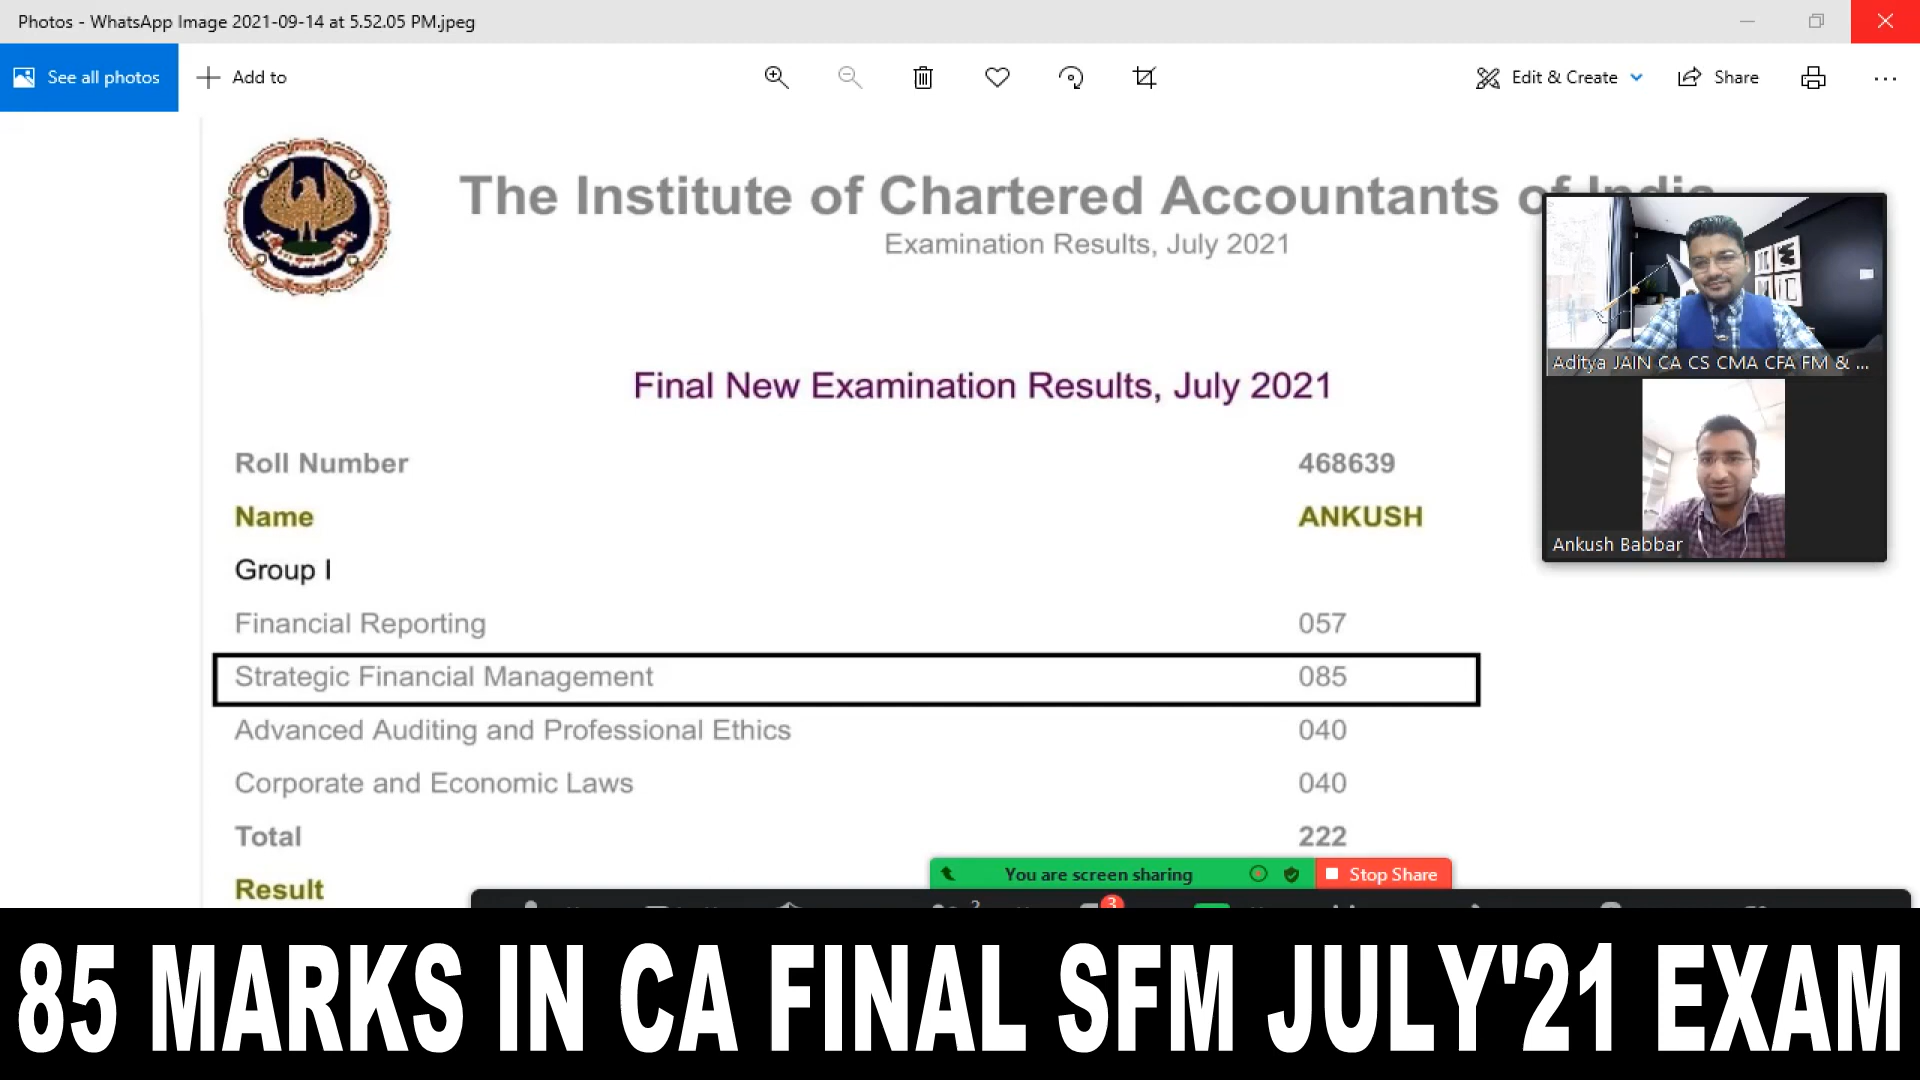 Photos - WhatsApp Image 2021-09-14 at 5.52.05 PM.jpeg
See all photos
Add to
Edit & Create
Share
The Institute of Chartered Accountants of India
Examination Results, July 2021
Aditya JAIN CA CS CMA CFA FM & ...
Ankush Babbar
Final New Examination Results, July 2021
Roll Number 468639
Name ANKUSH
Group I
Financial Reporting 057
Strategic Financial Management 085
Advanced Auditing and Professional Ethics 040
Corporate and Economic Laws 040
Total 222
Result
You are screen sharing
Stop Share
3
85 MARKS IN CA FINAL SFM JULY'21 EXAM